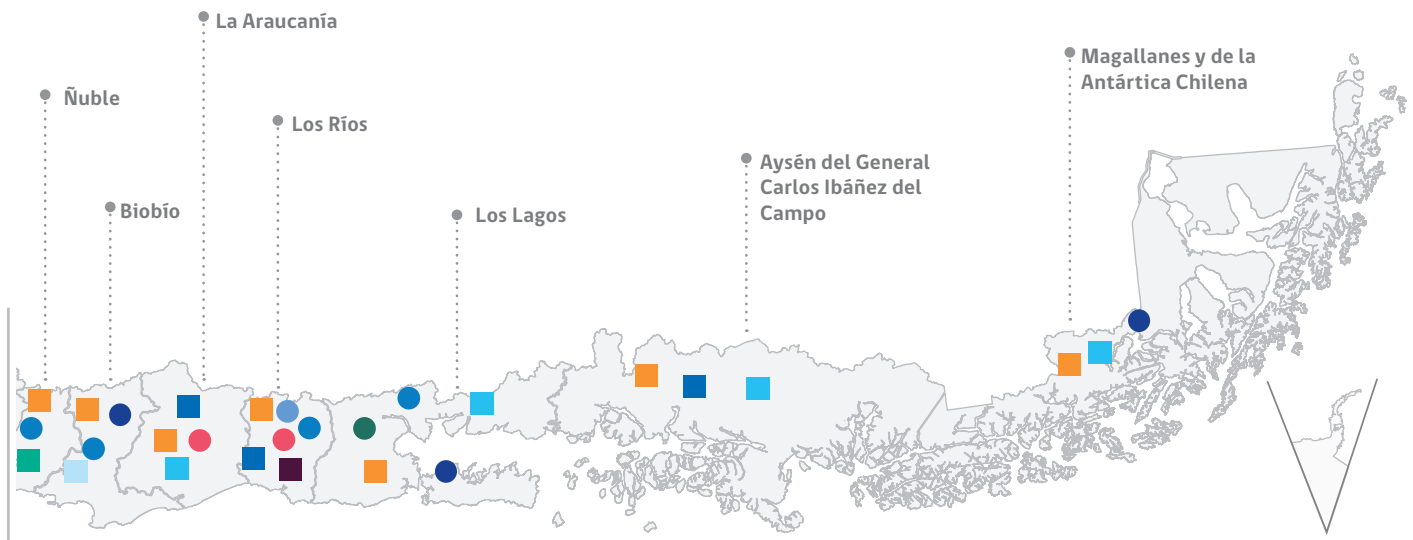 La Araucanía
Magallanes y de la
Antártica Chilena
Ñuble
Los Ríos
Aysén del General
Carlos Ibáñez del
Campo
Biobío
Los Lagos